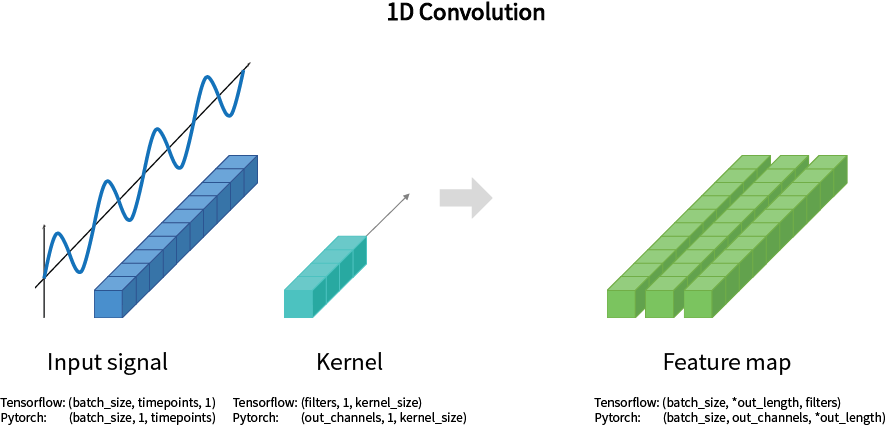 1D Convolution
Input signal
Kernel
Feature map
Tensorflow: (batch_size, timepoints, 1)
Pytorch: (batch_size, 1, timepoints)
Tensorflow: (filters, 1, kernel_size)
Pytorch: (out_channels, 1, kernel_size)
Tensorflow: (batch_size, *out_length, filters)
Pytorch: (batch_size, out_channels, *out_length)